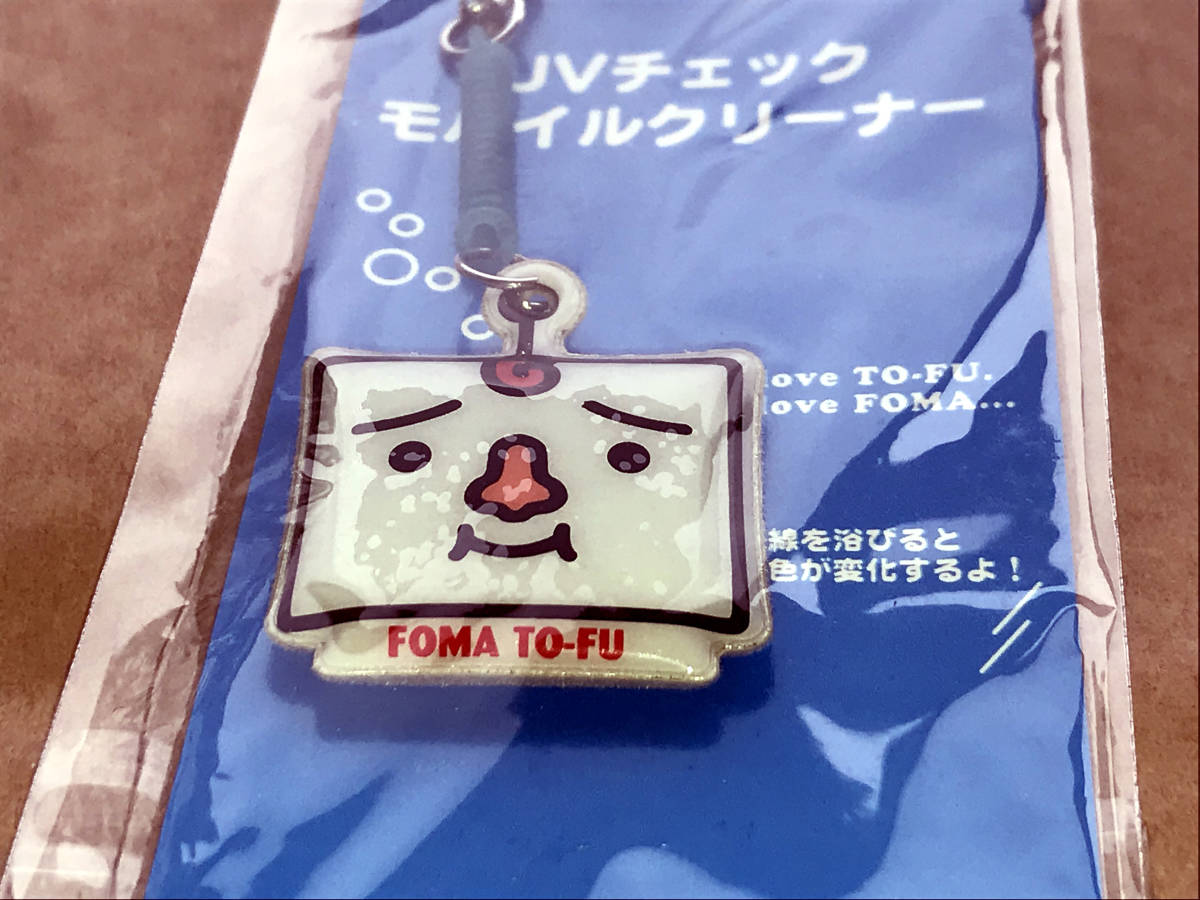 UVチェック
モバイルクリーナー
love TO-FU.
love FOMA...
線を浴びると
色が変化するよ！
FOMA TO-FU